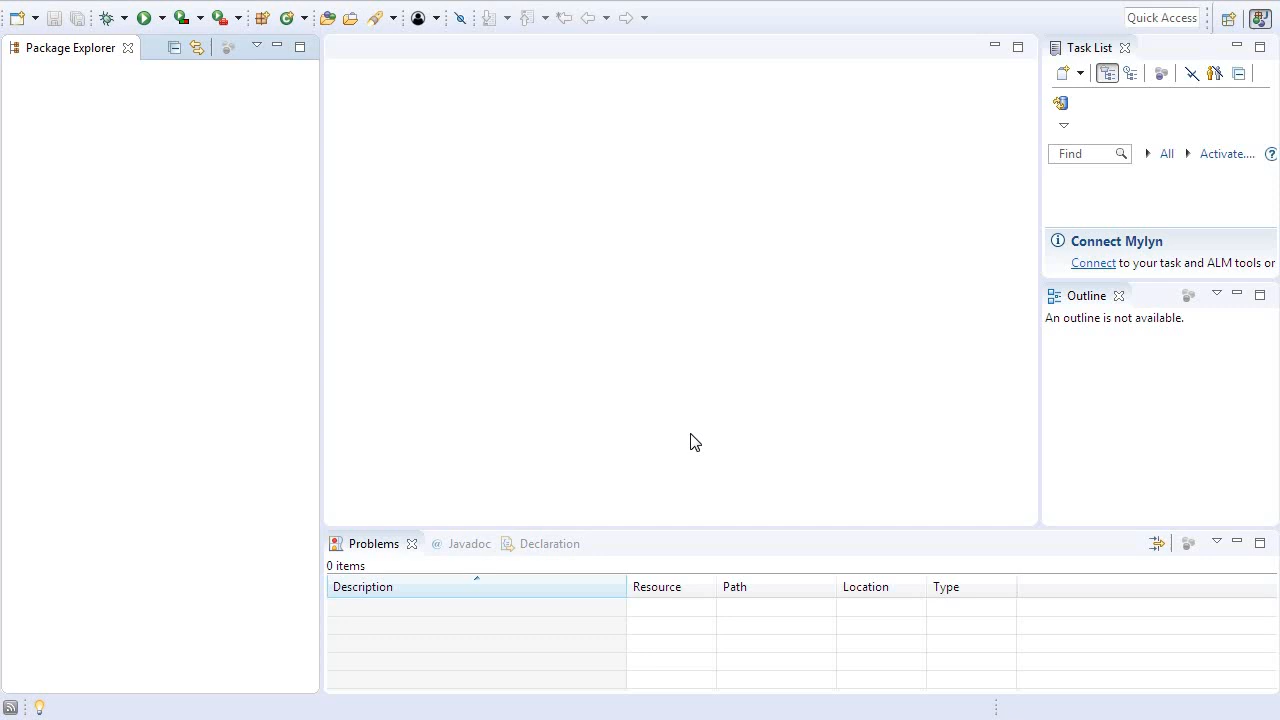 Quick Access
Package Explorer
Task List
Find
All
Activate....
Connect Mylyn
Connect to your task and ALM tools or
Outline
An outline is not available.
Problems
@ Javadoc
Declaration
0 items
Description
Resource
Path
Location
Type